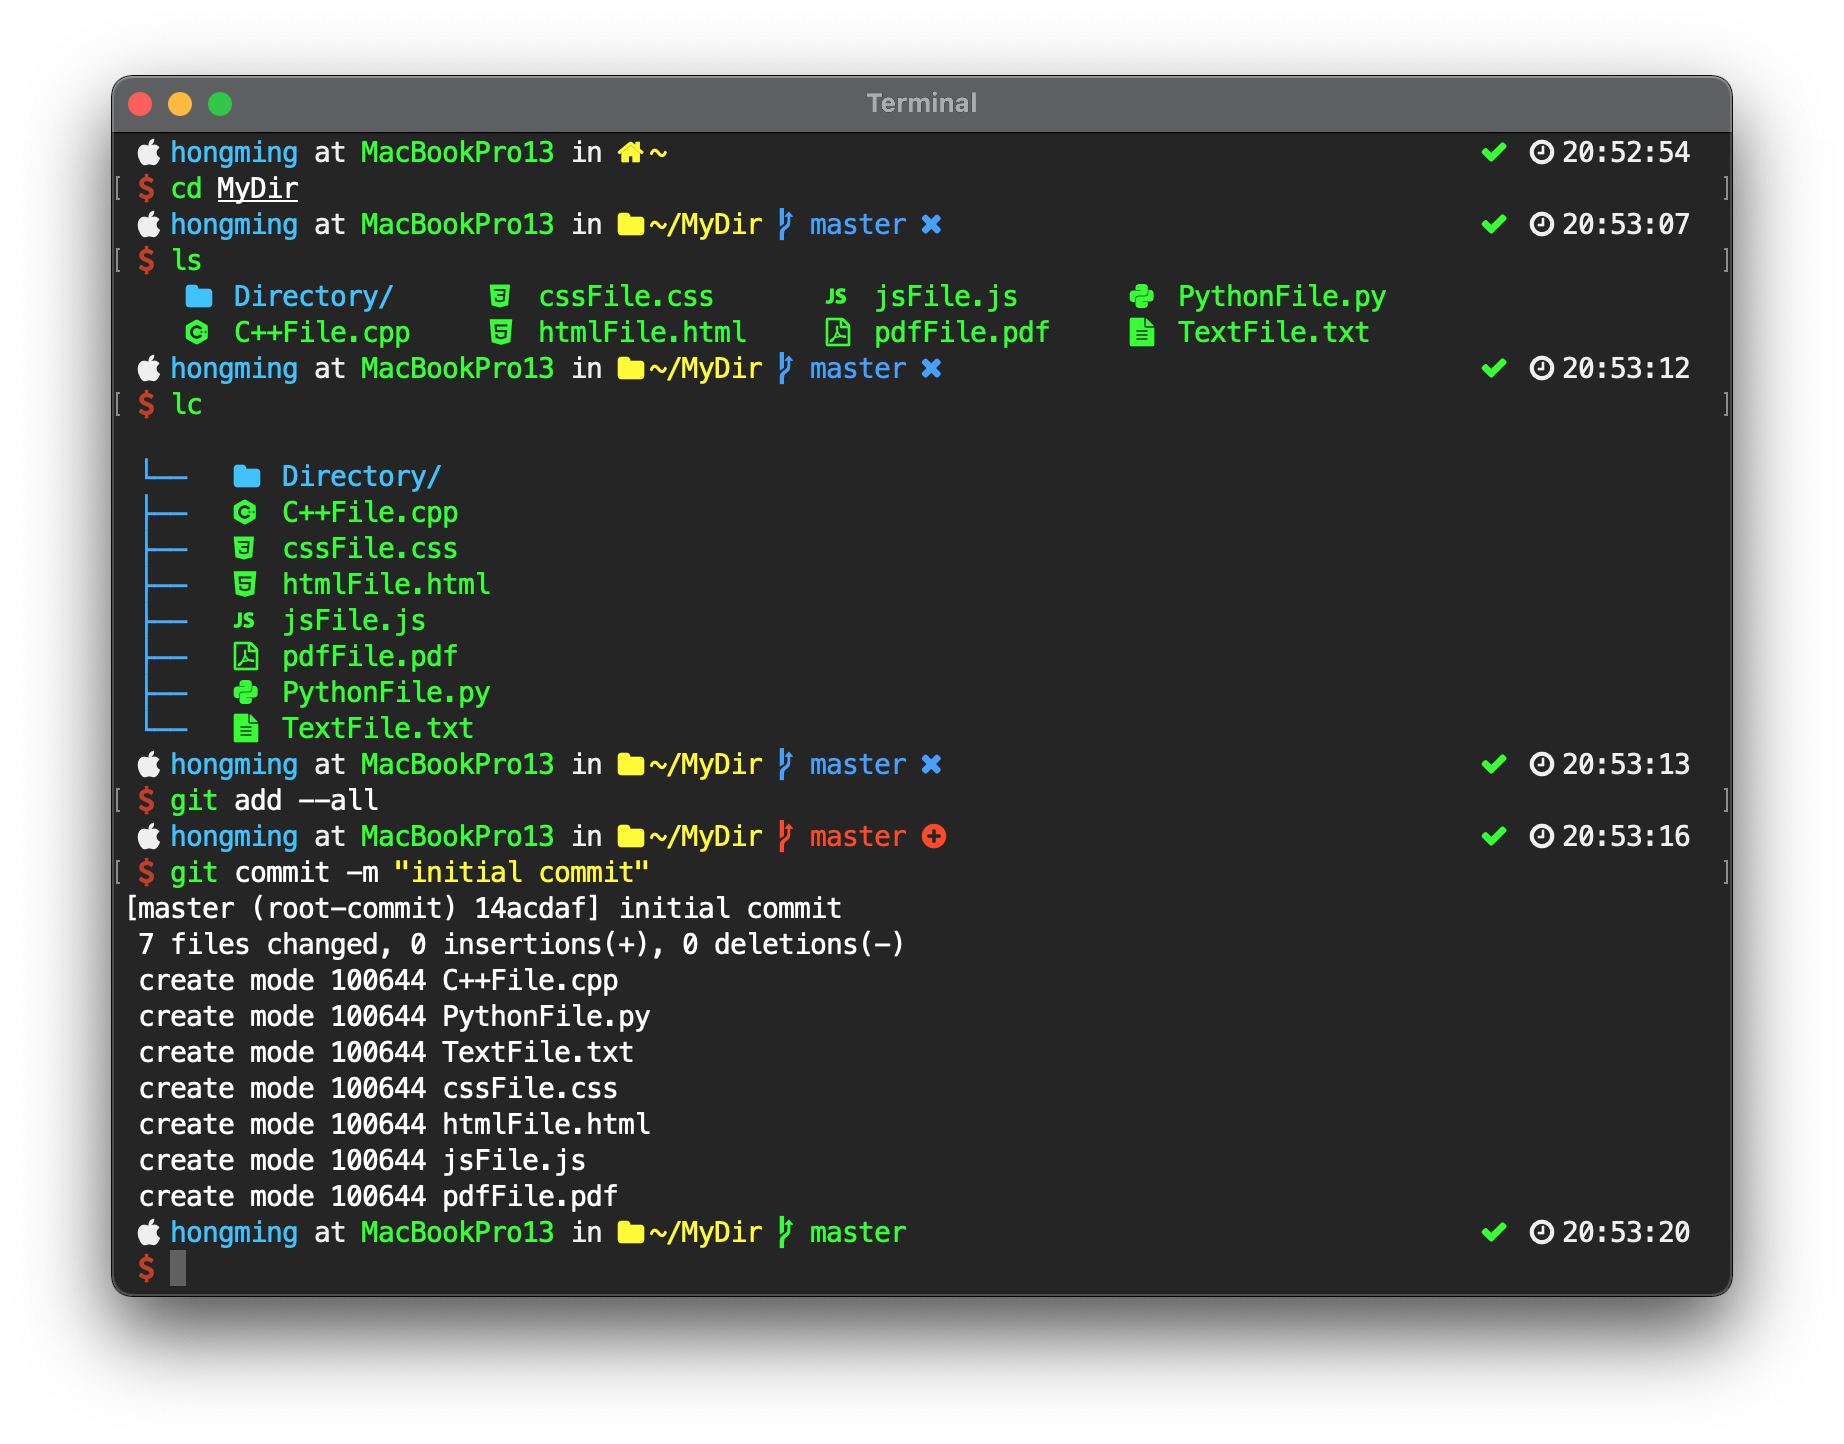 Terminal
hongming at MacBookPro13 in ~ 20:52:54
[ $ cd MyDir ]
hongming at MacBookPro13 in ~/MyDir master 20:53:07
[ $ ls ]
Directory/ cssFile.css jsFile.js PythonFile.py
C++File.cpp htmlFile.html pdfFile.pdf TextFile.txt
hongming at MacBookPro13 in ~/MyDir master 20:53:12
[ $ lc ]
Directory/
C++File.cpp
cssFile.css
htmlFile.html
JS jsFile.js
pdfFile.pdf
PythonFile.py
TextFile.txt
hongming at MacBookPro13 in ~/MyDir master 20:53:13
[ $ git add --all ]
hongming at MacBookPro13 in ~/MyDir master 20:53:16
[ $ git commit -m "initial commit" ]
[master (root-commit) 14acdaf] initial commit
7 files changed, 0 insertions(+), 0 deletions(-)
create mode 100644 C++File.cpp
create mode 100644 PythonFile.py
create mode 100644 TextFile.txt
create mode 100644 cssFile.css
create mode 100644 htmlFile.html
create mode 100644 jsFile.js
create mode 100644 pdfFile.pdf
hongming at MacBookPro13 in ~/MyDir master 20:53:20
$